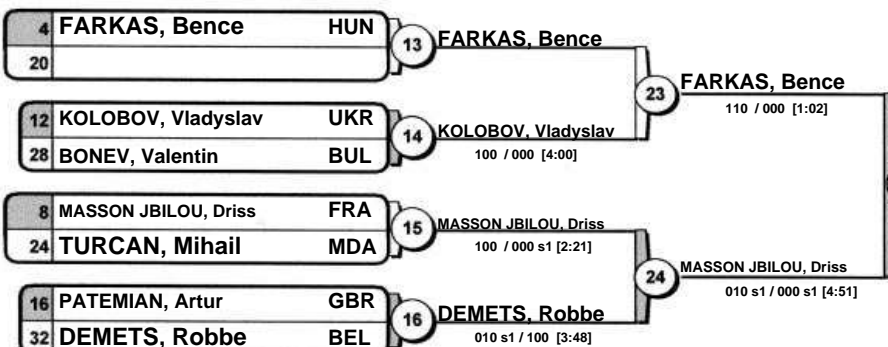 4 FARKAS, Bence HUN
20
13 FARKAS, Bence
12 KOLOBOV, Vladyslav UKR
28 BONEV, Valentin BUL
14 KOLOBOV, Vladyslav
100 / 000 [4:00]
23 FARKAS, Bence
110 / 000 [1:02]
8 MASSON JBILOU, Driss FRA
24 TURCAN, Mihail MDA
15 MASSON JBILOU, Driss
100 / 000 s1 [2:21]
16 PATEMIAN, Artur GBR
32 DEMETS, Robbe BEL
16 DEMETS, Robbe
010 s1 / 100 [3:48]
24 MASSON JBILOU, Driss
010 s1 / 000 s1 [4:51]